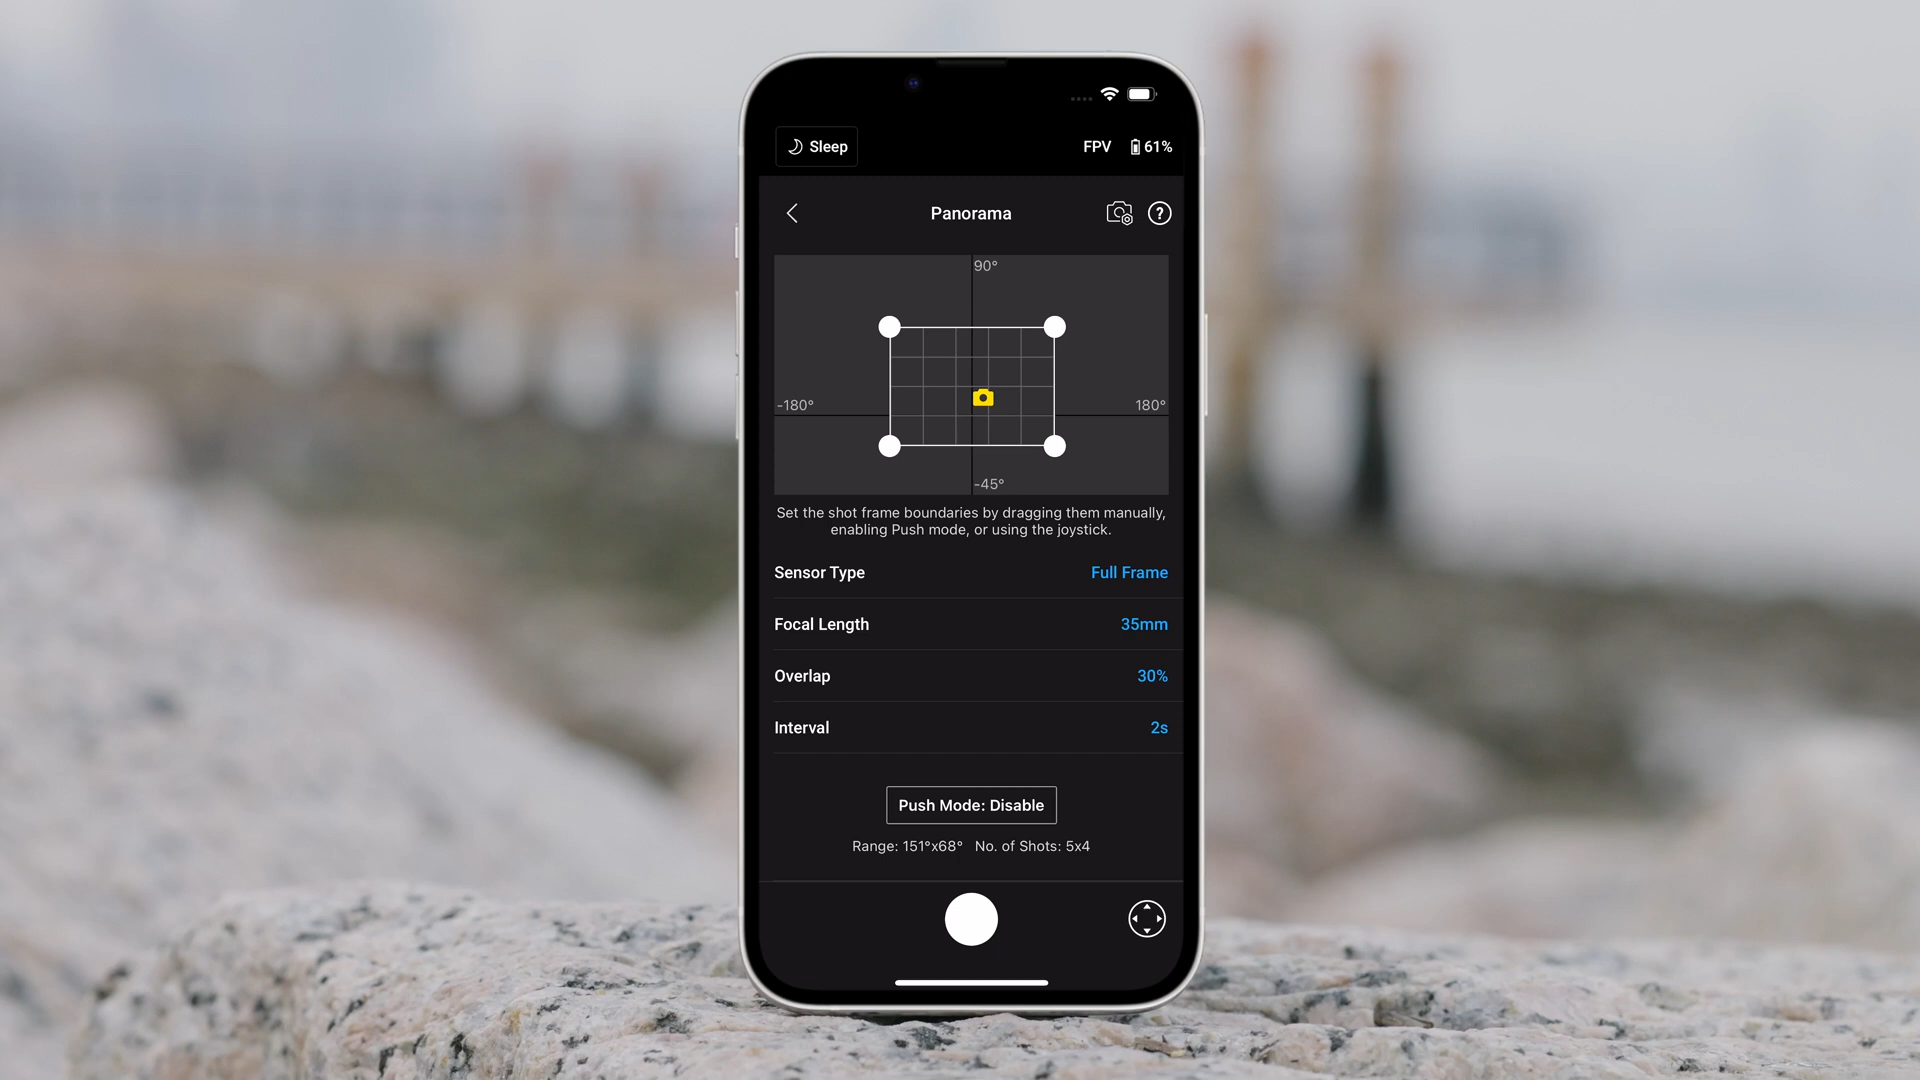 Sleep
FPV 61%
Panorama
?
90°
-180° 180°
-45°
Set the shot frame boundaries by dragging them manually,
enabling Push mode, or using the joystick.
Sensor Type Full Frame
Focal Length 35mm
Overlap 30%
Interval 2s
Push Mode: Disable
Range: 151°x68° No. of Shots: 5x4